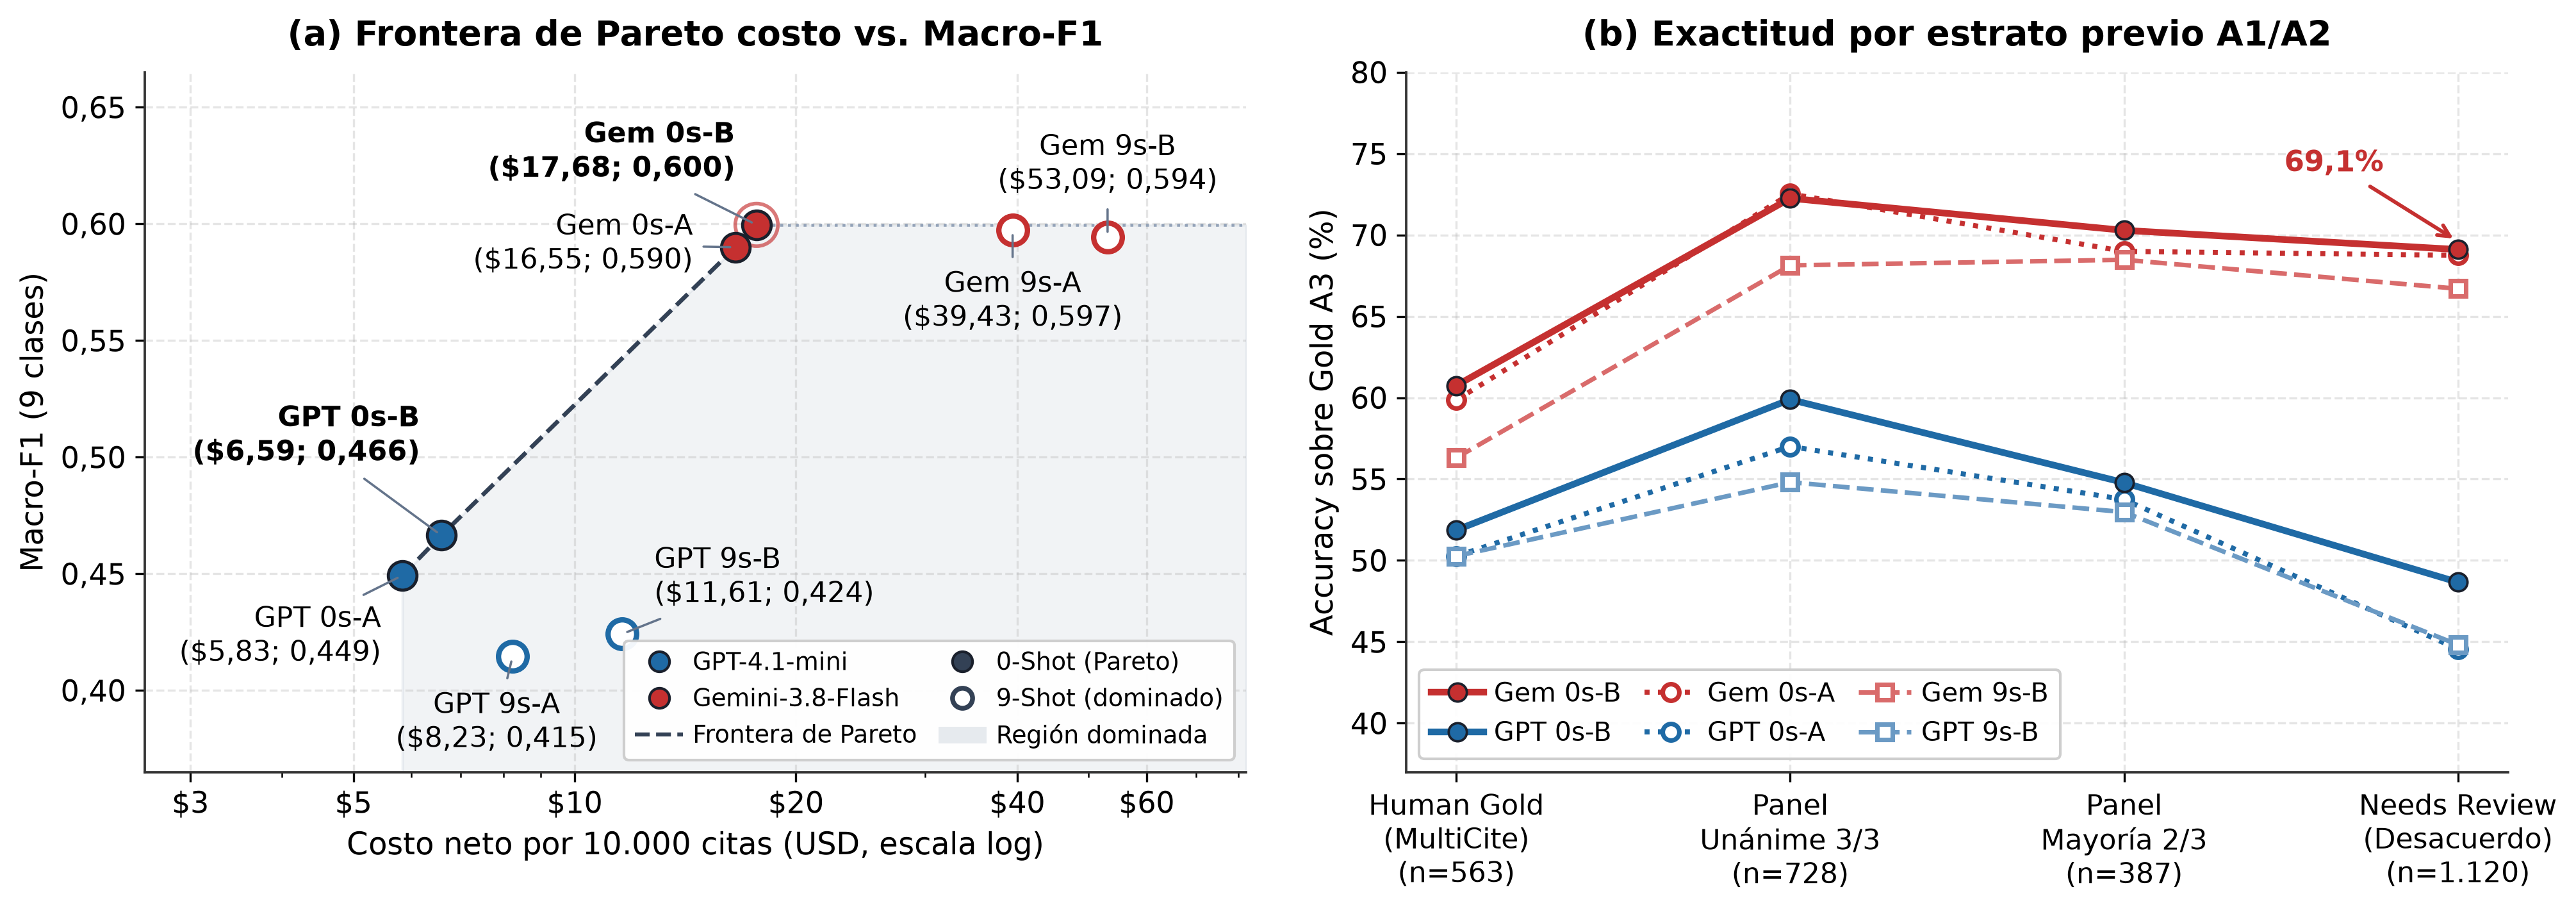 (a) Frontera de Pareto costo vs. Macro-F1
Macro-F1 (9 clases)
0,65
0,60
0,55
0,50
0,45
0,40
Gem 0s-B
($17,68; 0,600)
Gem 0s-A
($16,55; 0,590)
Gem 9s-B
($53,09; 0,594)
Gem 9s-A
($39,43; 0,597)
GPT 0s-B
($6,59; 0,466)
GPT 0s-A
($5,83; 0,449)
GPT 9s-B
($11,61; 0,424)
GPT 9s-A
($8,23; 0,415)
GPT-4.1-mini
Gemini-3.8-Flash
Frontera de Pareto
0-Shot (Pareto)
9-Shot (dominado)
Región dominada
$3
$5
$10
$20
$40
$60
Costo neto por 10.000 citas (USD, escala log)
(b) Exactitud por estrato previo A1/A2
Accuracy sobre Gold A3 (%)
80
75
70
65
60
55
50
45
40
69,1%
Gem 0s-B
GPT 0s-B
Gem 0s-A
GPT 0s-A
Gem 9s-B
GPT 9s-B
Human Gold
(MultiCite)
(n=563)
Panel
Unánime 3/3
(n=728)
Panel
Mayoría 2/3
(n=387)
Needs Review
(Desacuerdo)
(n=1.120)